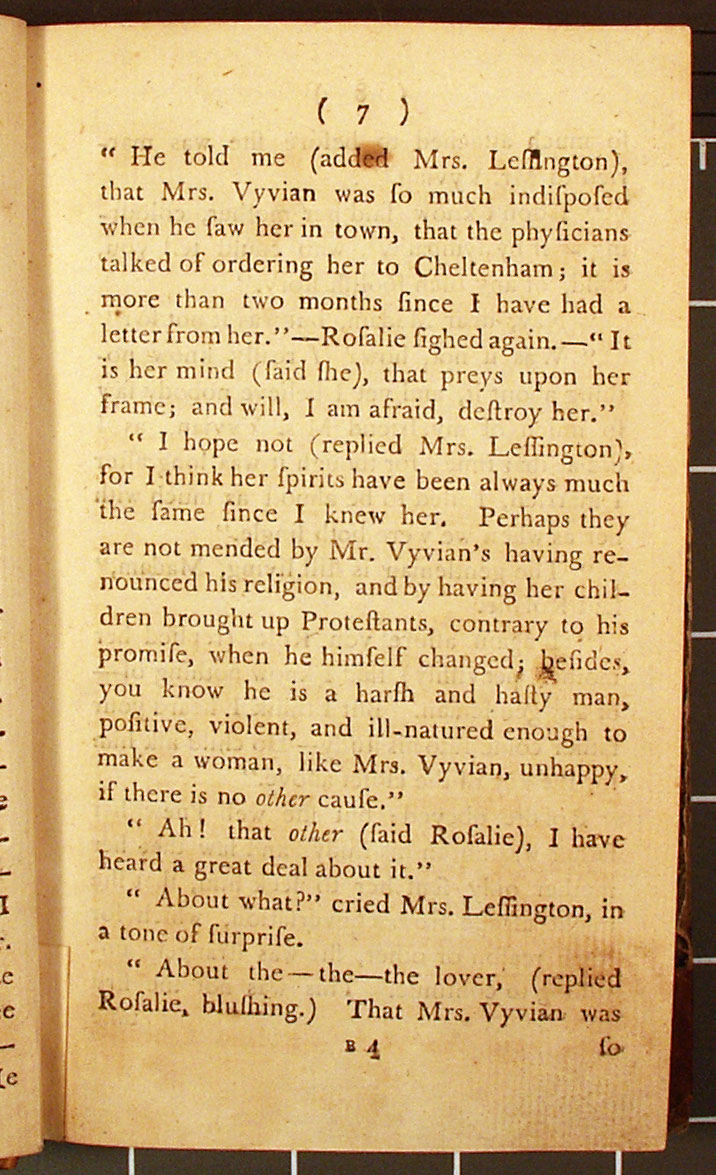 ( 7 )
“ He told me (added Mrs. Leſſington),
that Mrs. Vyvian was ſo much indiſpoſed
when he ſaw her in town, that the phyſicians
talked of ordering her to Cheltenham; it is
more than two months ſince I have had a
letter from her.”—Roſalie ſighed again.—“ It
is her mind (ſaid ſhe), that preys upon her
frame; and will, I am afraid, deſtroy her.”
“ I hope not (replied Mrs. Leſſington),
for I think her ſpirits have been always much
the ſame ſince I knew her. Perhaps they
are not mended by Mr. Vyvian's having re-
nounced his religion, and by having her chil-
dren brought up Proteſtants, contrary to his
promiſe, when he himſelf changed; beſides,
you know he is a harſh and haſty man,
poſitive, violent, and ill-natured enough to
make a woman, like Mrs. Vyvian, unhappy,
if there is no other cauſe.”
“ Ah! that other (ſaid Roſalie), I have
heard a great deal about it.”
“ About what?” cried Mrs. Leſſington, in
a tone of ſurpriſe.
“ About the—the—the lover, (replied
Roſalie, bluſhing.) That Mrs. Vyvian was
B 4 ſo